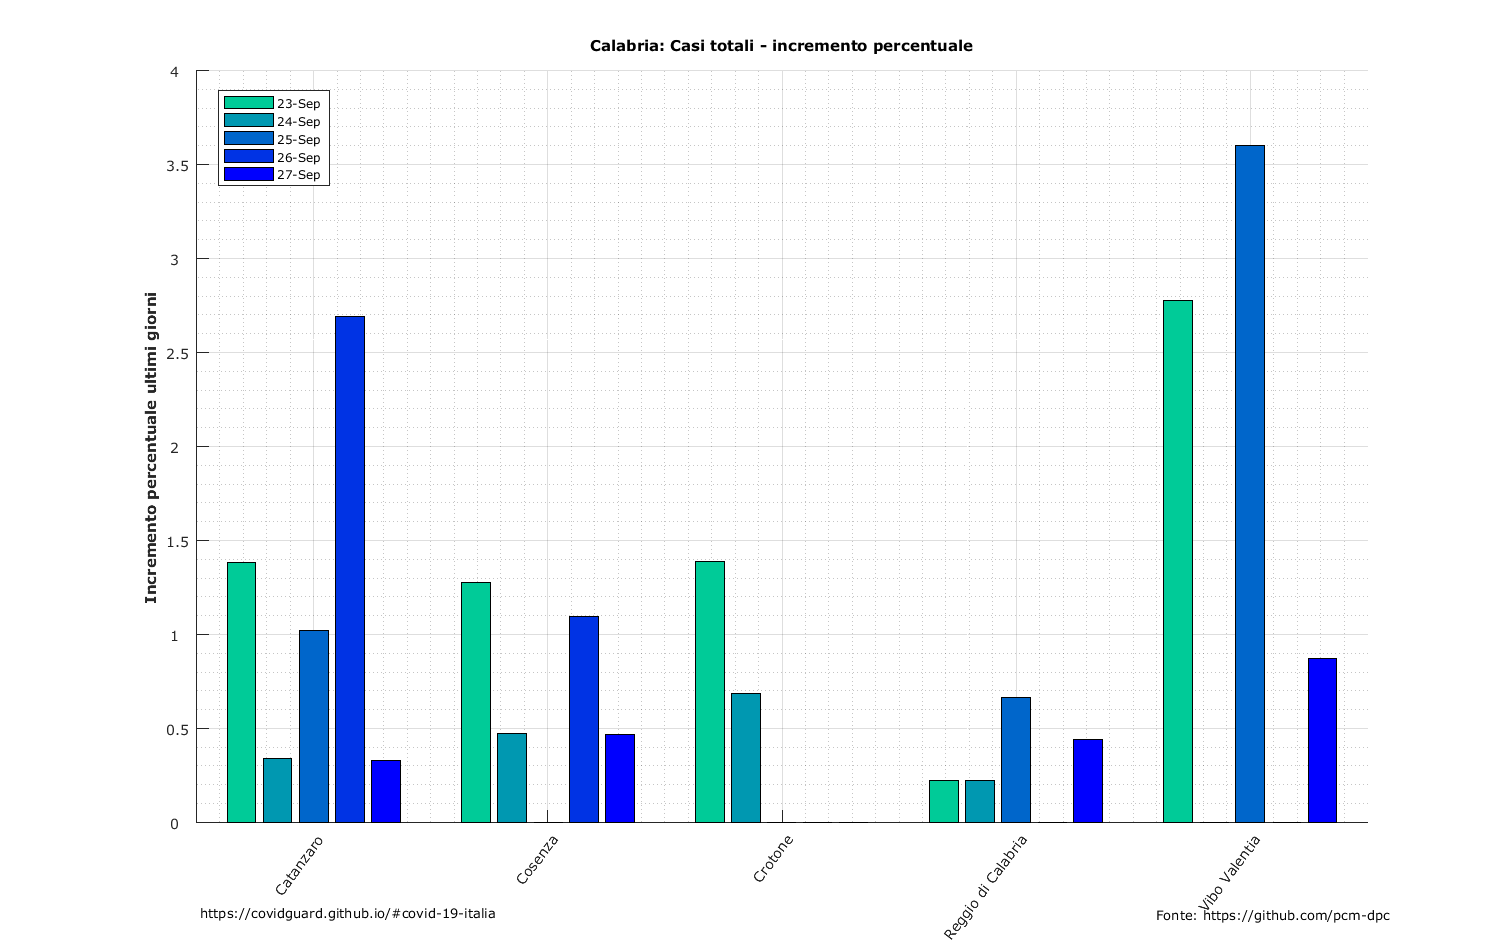 Calabria: Casi totali - incremento percentuale
4
3.5
3
2.5
2
1.5
1
0.5
0
Incremento percentuale ultimi giorni
23-Sep
24-Sep
25-Sep
26-Sep
27-Sep
Catanzaro
Cosenza
Crotone
Reggio di Calabria
Vibo Valentia
https://covidguard.github.io/#covid-19-italia
Fonte: https://github.com/pcm-dpc